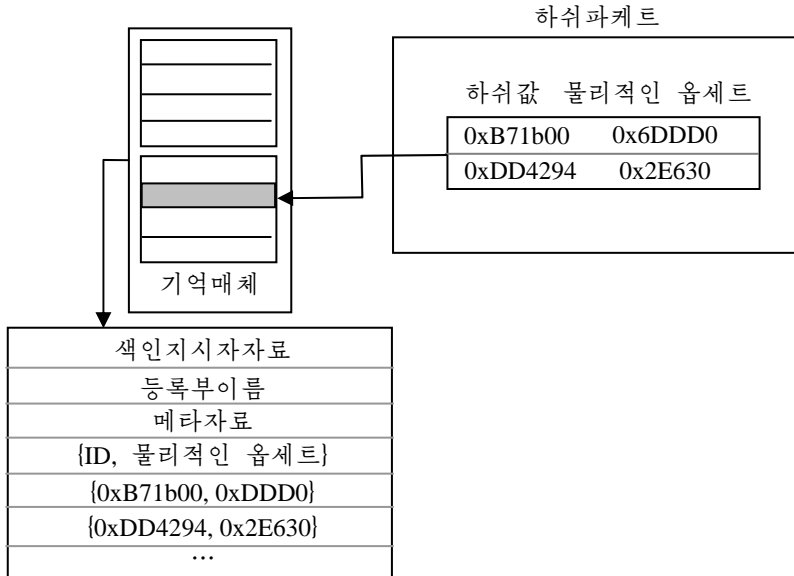 하쉬파케트
하쉬값 물리적인 옵세트
0xB71b00 0x6DDD0
0xDD4294 0x2E630
기억매체
색인지시자자료
등록부이름
메타자료
{ID, 물리적인 옵세트}
{0xB71b00, 0xDDD0}
{0xDD4294, 0x2E630}
…